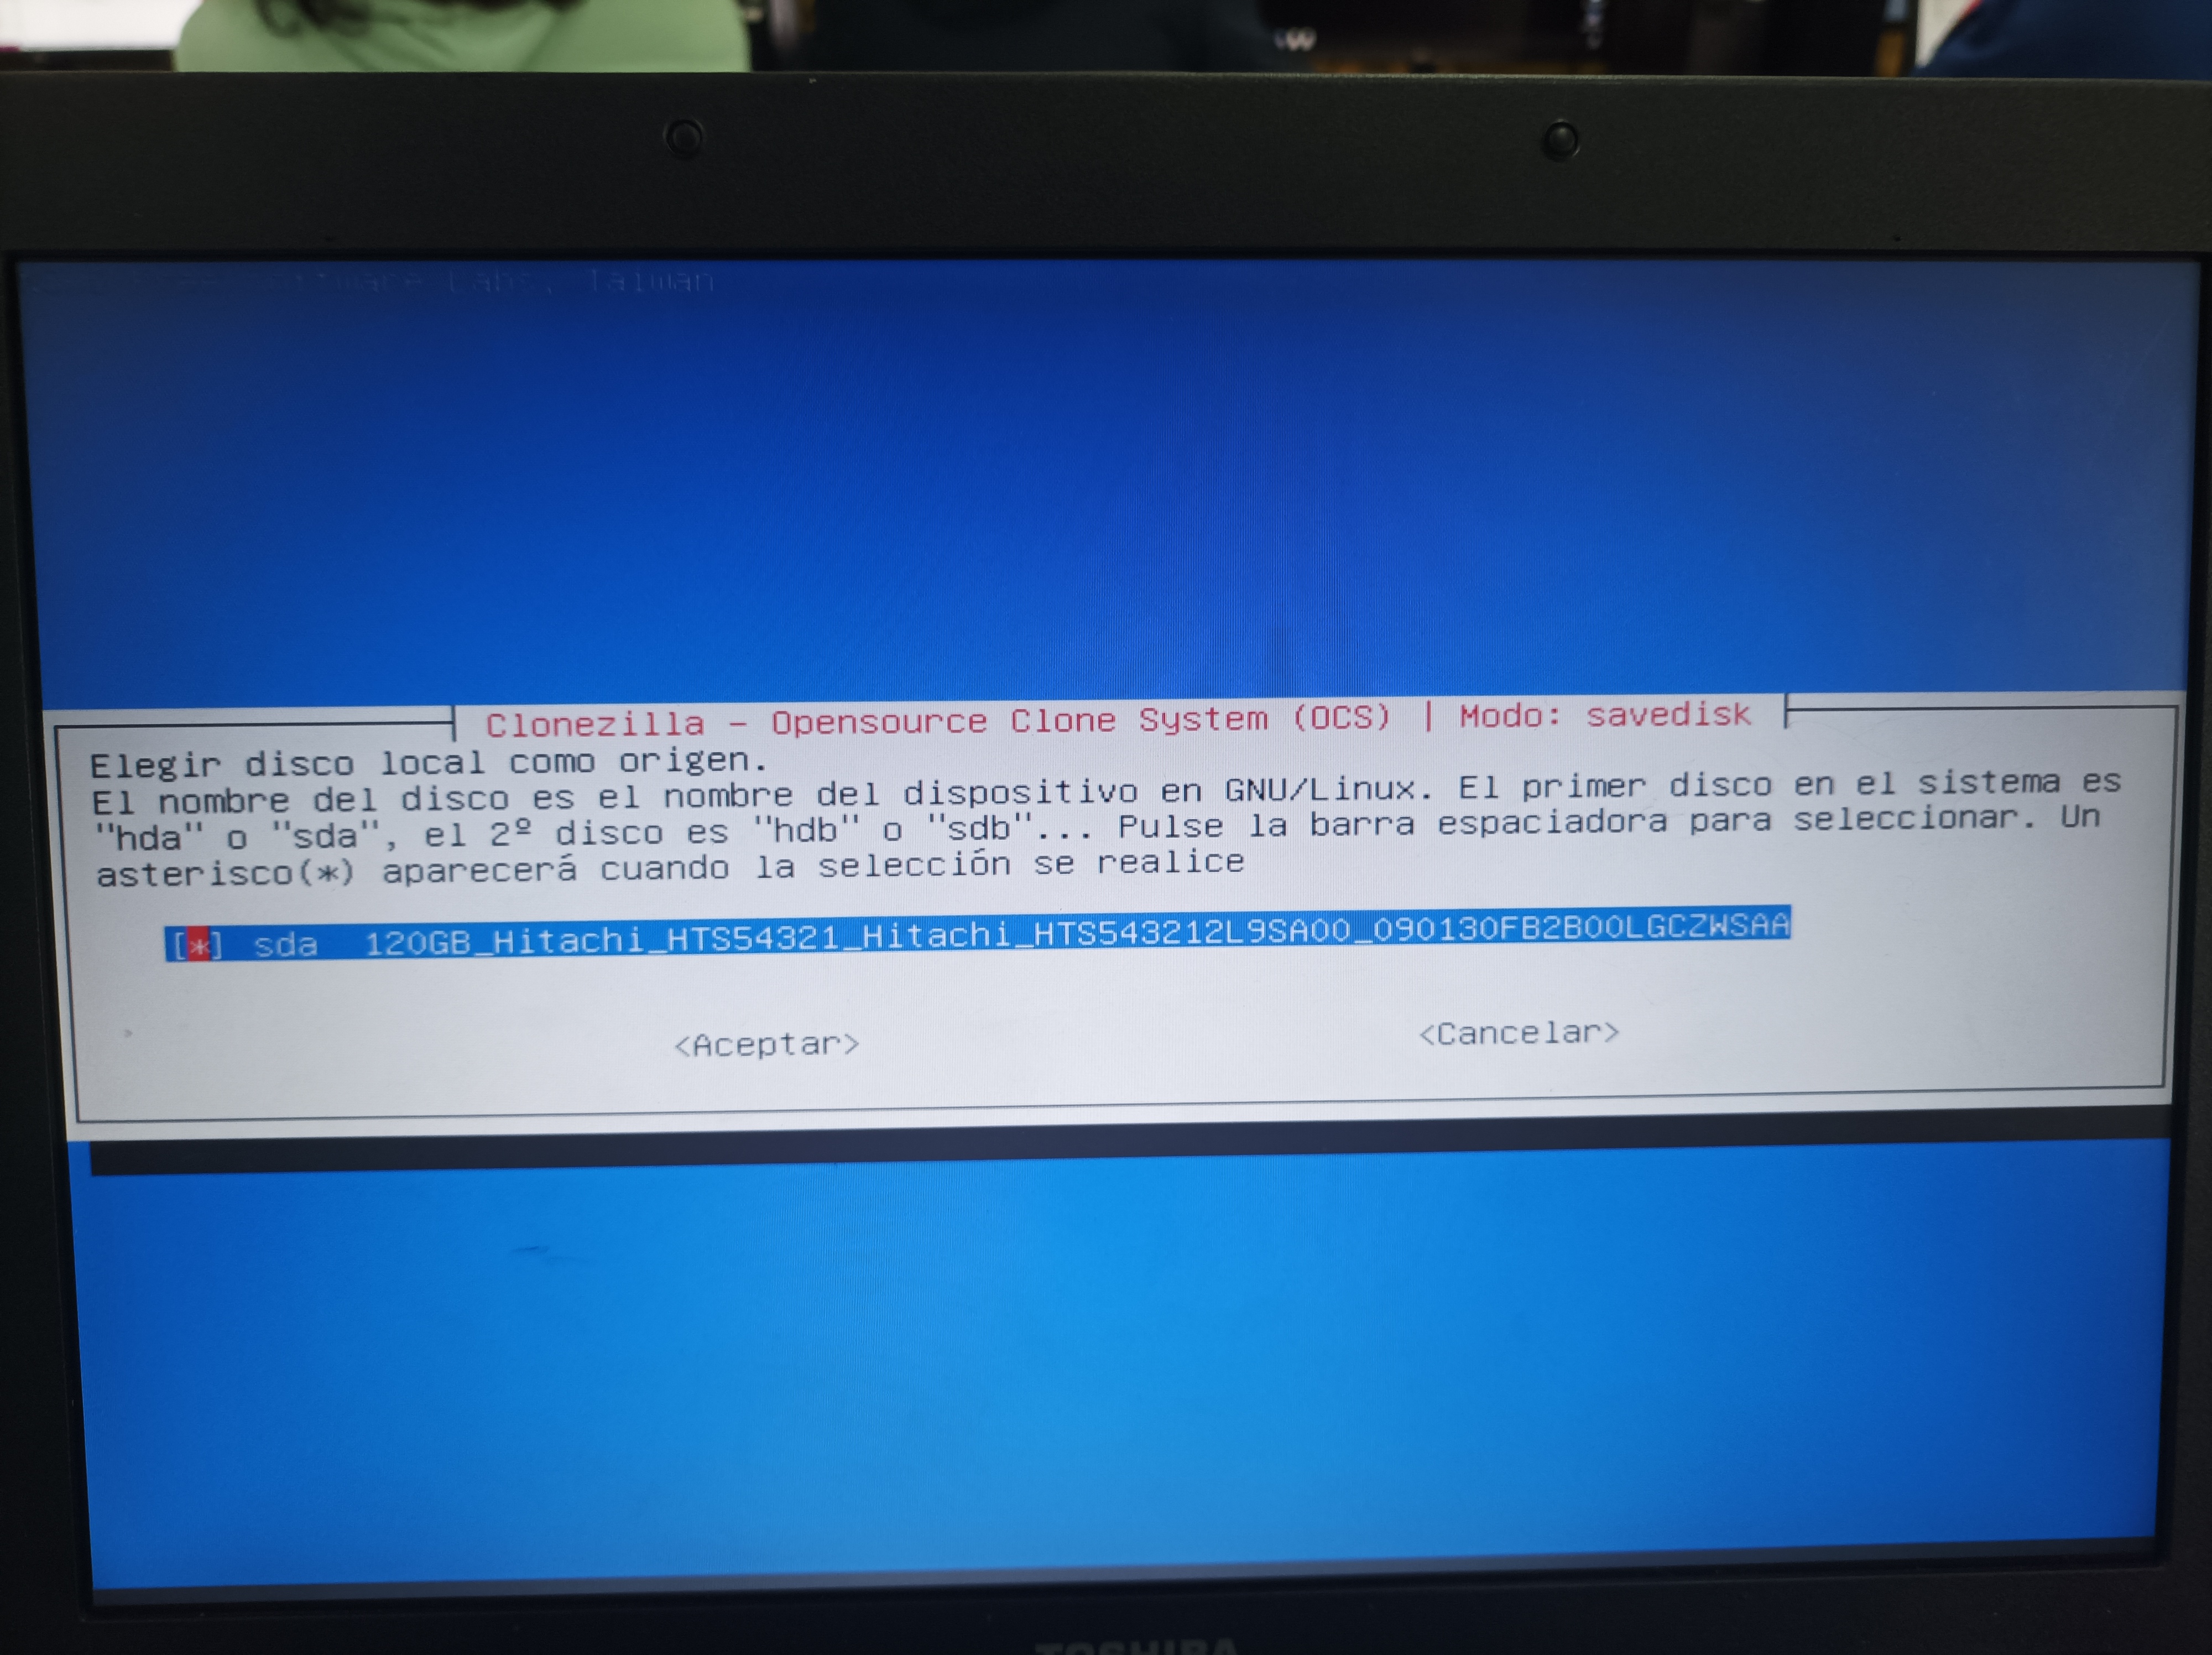 Software Labs, Taiwan
Clonezilla - Opensource Clone System (OCS) | Modo: savedisk
Elegir disco local como origen.
El nombre del disco es el nombre del dispositivo en GNU/Linux. El primer disco en el sistema es
"hda" o "sda", el 2º disco es "hdb" o "sdb"... Pulse la barra espaciadora para seleccionar. Un
asterisco(*) aparecerá cuando la selección se realice
[*] sda 120GB_Hitachi_HTS54321_Hitachi_HTS543212L9SA00_090130FB2B00LGCZWSAA
<Aceptar> <Cancelar>
TOSHIBA